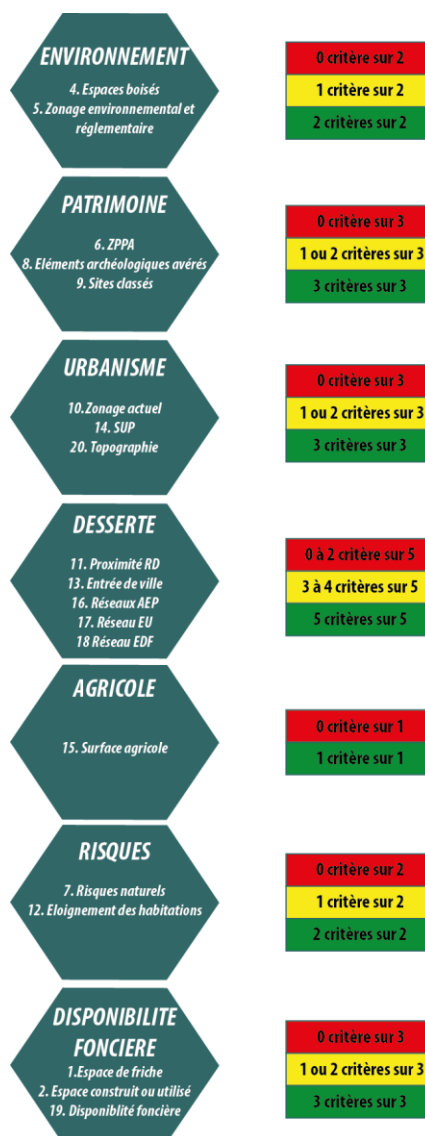 ENVIRONNEMENT
4. Espaces boisés
5. Zonage environnemental et
réglementaire
0 critère sur 2
1 critère sur 2
2 critères sur 2
PATRIMOINE
6. ZPPA
8. Eléments archéologiques avérés
9. Sites classés
0 critère sur 3
1 ou 2 critères sur 3
3 critères sur 3
URBANISME
10. Zonage actuel
14. SUP
20. Topographie
0 critère sur 3
1 ou 2 critères sur 3
3 critères sur 3
DESSERTE
11. Proximité RD
13. Entrée de ville
16. Réseaux AEP
17. Réseau EU
18 Réseau EDF
0 à 2 critère sur 5
3 à 4 critères sur 5
5 critères sur 5
AGRICOLE
15. Surface agricole
0 critère sur 1
1 critère sur 1
RISQUES
7. Risques naturels
12. Eloignement des habitations
0 critère sur 2
1 critère sur 2
2 critères sur 2
DISPONIBILITE
FONCIERE
1.Espace de friche
2. Espace construit ou utilisé
19. Disponiblité foncière
0 critère sur 3
1 ou 2 critères sur 3
3 critères sur 3